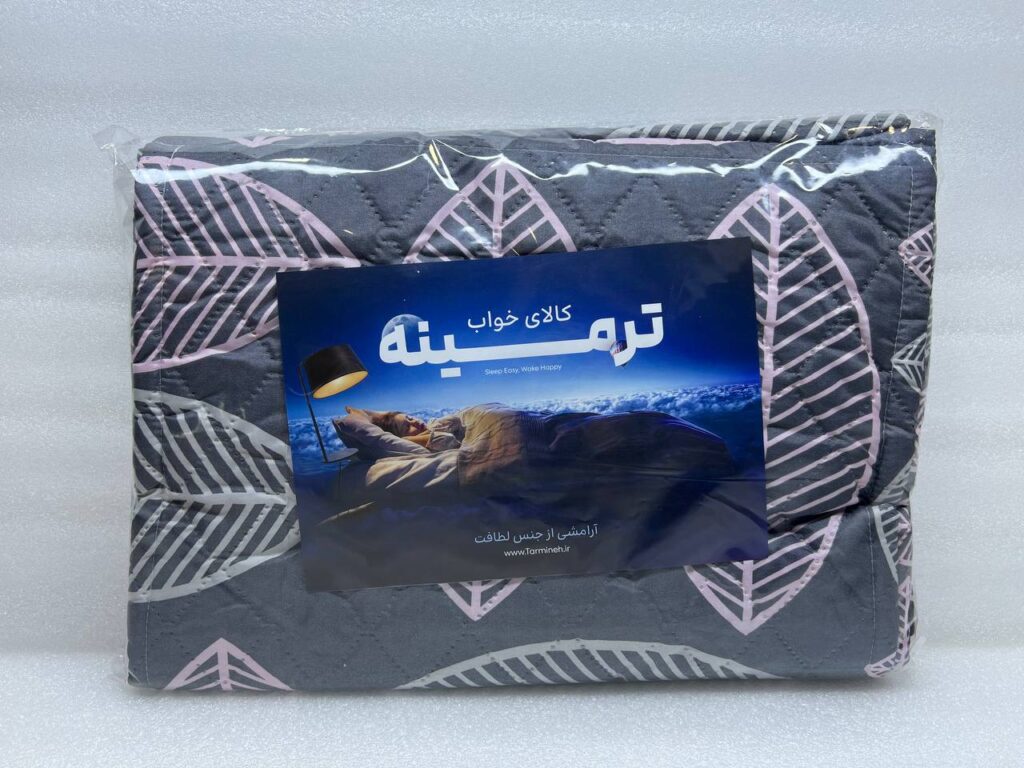 کالای خواب
ترمینه
Sleep Easy, Wake Happy
آرامشی از جنس لطافت
www.Tarmineh.ir